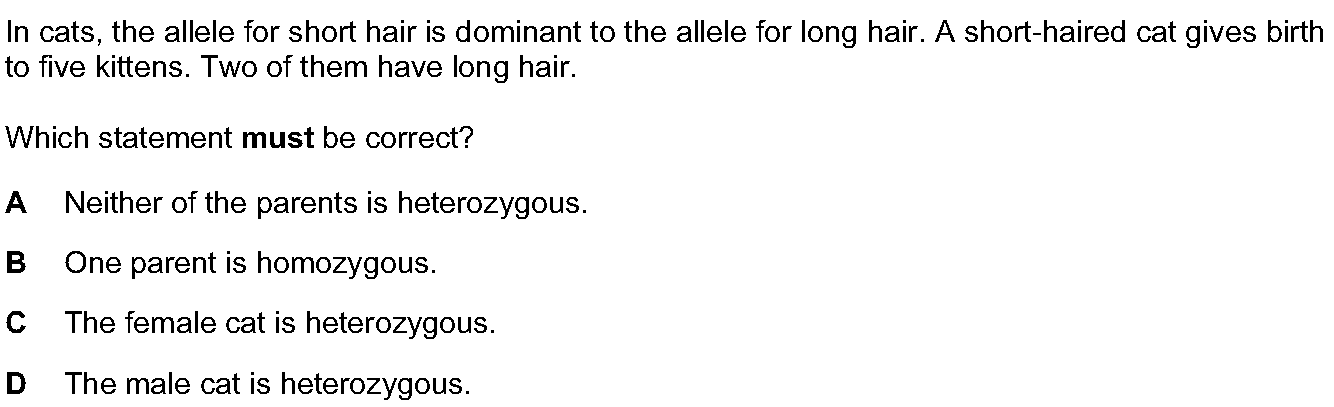 In cats, the allele for short hair is dominant to the allele for long hair. A short-haired cat gives birth
to five kittens. Two of them have long hair.
Which statement must be correct?
A Neither of the parents is heterozygous.
B One parent is homozygous.
C The female cat is heterozygous.
D The male cat is heterozygous.